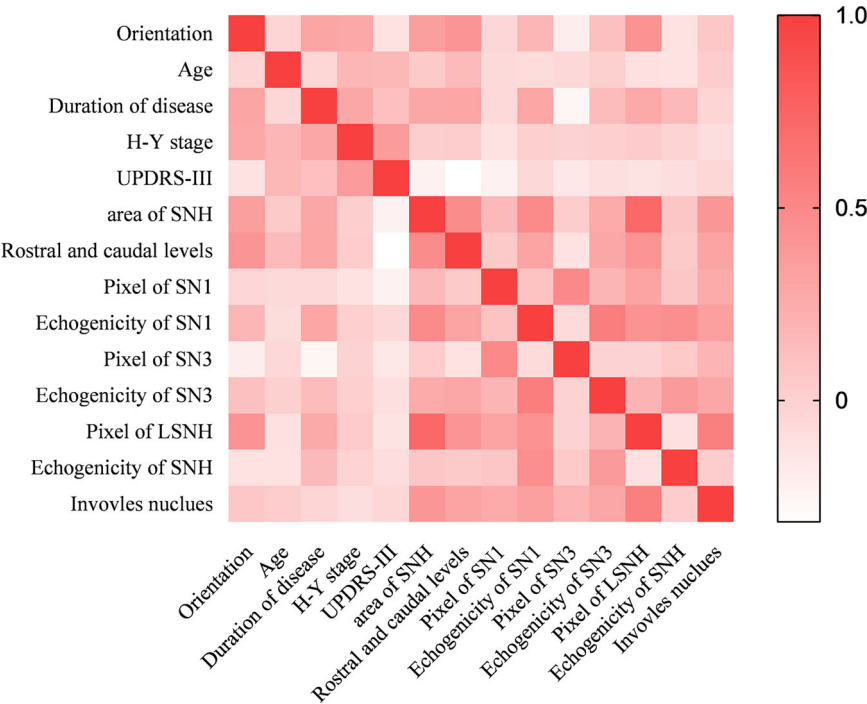 Orientation
Age
Duration of disease
H-Y stage
UPDRS-III
area of SNH
Rostral and caudal levels
Pixel of SN1
Echogenicity of SN1
Pixel of SN3
Echogenicity of SN3
Pixel of LSNH
Echogenicity of SNH
Invovles nuclues
1.0
0.5
0
Orientation
Age
Duration of disease
H-Y stage
UPDRS-III
area of SNH
Rostral and caudal levels
Pixel of SN1
Echogenicity of SN1
Pixel of SN3
Echogenicity of SN3
Pixel of LSNH
Echogenicity of SNH
Invovles nuclues